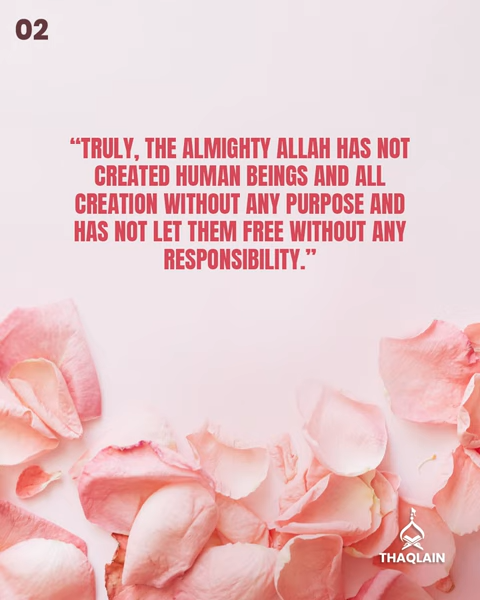 02
“TRULY, THE ALMIGHTY ALLAH HAS NOT
CREATED HUMAN BEINGS AND ALL
CREATION WITHOUT ANY PURPOSE AND
HAS NOT LET THEM FREE WITHOUT ANY
RESPONSIBILITY.”
THAQLAIN